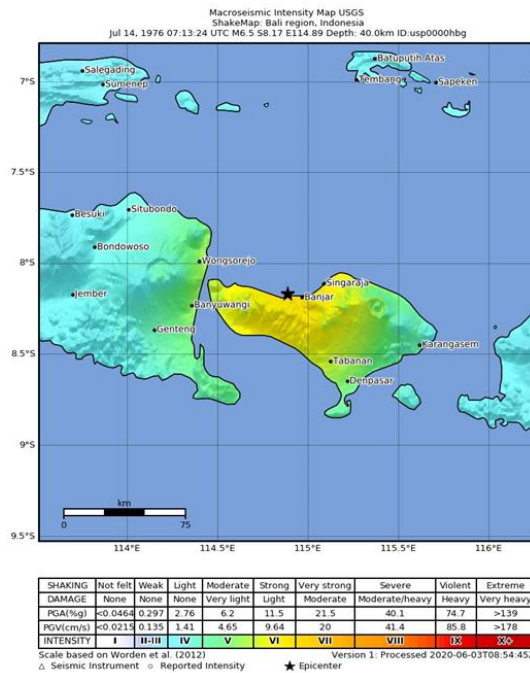 Macroseismic Intensity Map USGS
ShakeMap: Bali region, Indonesia
Jul 14, 1976 07:13:24 UTC M6.5 S8.17 E114.89 Depth: 40.0km ID:usp0000hbg
Batuputih Atas
Salegading
Tembang
Sapeken
Sumenep
7°S
7.5°S
Situbondo
Besuki
Bondowoso
Wongsorejo
8°S
Singaraja
Jember
Banjar
Banyuwangi
Genteng
Karangasem
8.5°S
Tabanan
Denpasar
9°S
km
0 75
9.5°S
114°E 114.5°E 115°E 115.5°E 116°E
SHAKING Not felt Weak Light Moderate Strong Very strong Severe Violent Extreme
DAMAGE None None None Very light Light Moderate Moderate/heavy Heavy Very heavy
PGA(%g) <0.0464 0.297 2.76 6.2 11.5 21.5 40.1 74.7 >139
PGV(cm/s) <0.0215 0.135 1.41 4.65 9.64 20 41.4 85.8 >178
INTENSITY I II-III IV V VI VII VIII IX X+
Scale based on Worden et al. (2012) Version 1: Processed 2020-06-03T08:54:45Z
△ Seismic Instrument ○ Reported Intensity ★ Epicenter